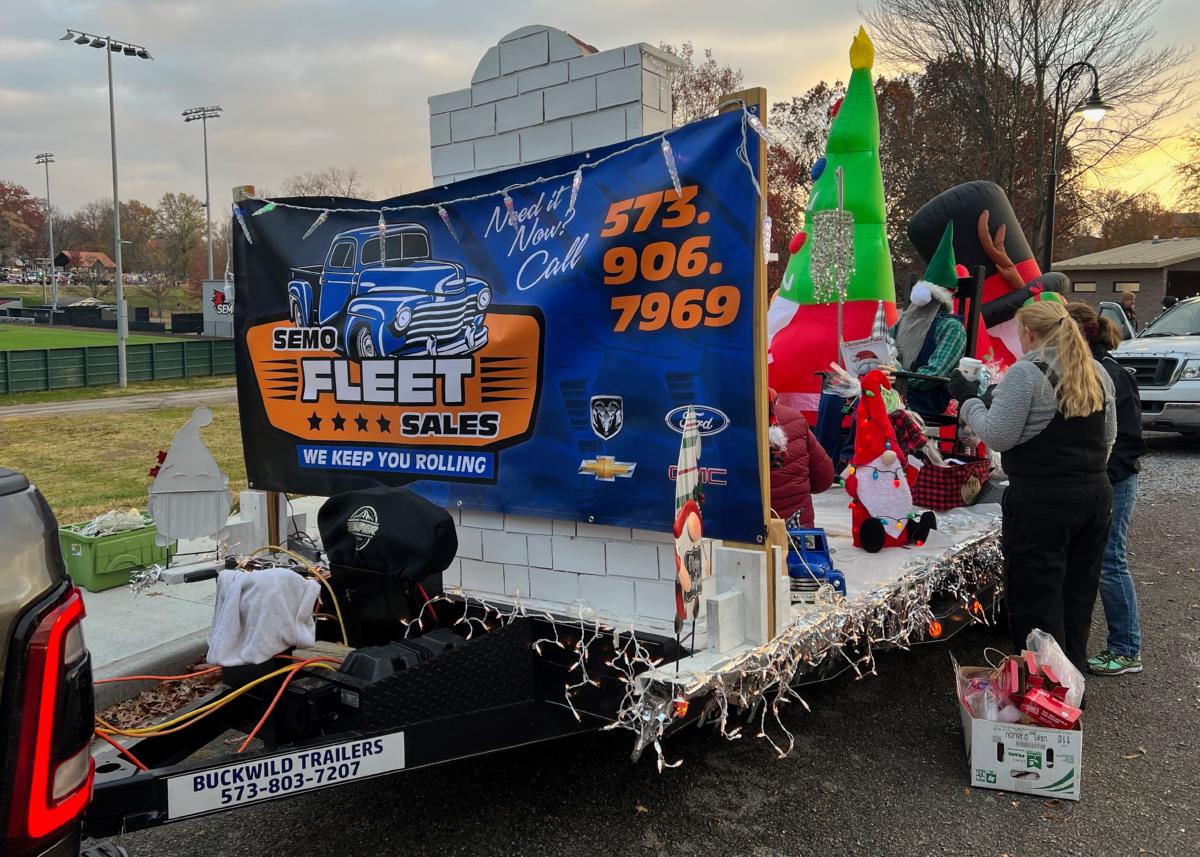 Need it
Now?
Call
573.
906.
7969
SEMO
FLEET
SALES
WE KEEP YOU ROLLING
Ford
GMC
BUCKWILD TRAILERS
573-803-7207